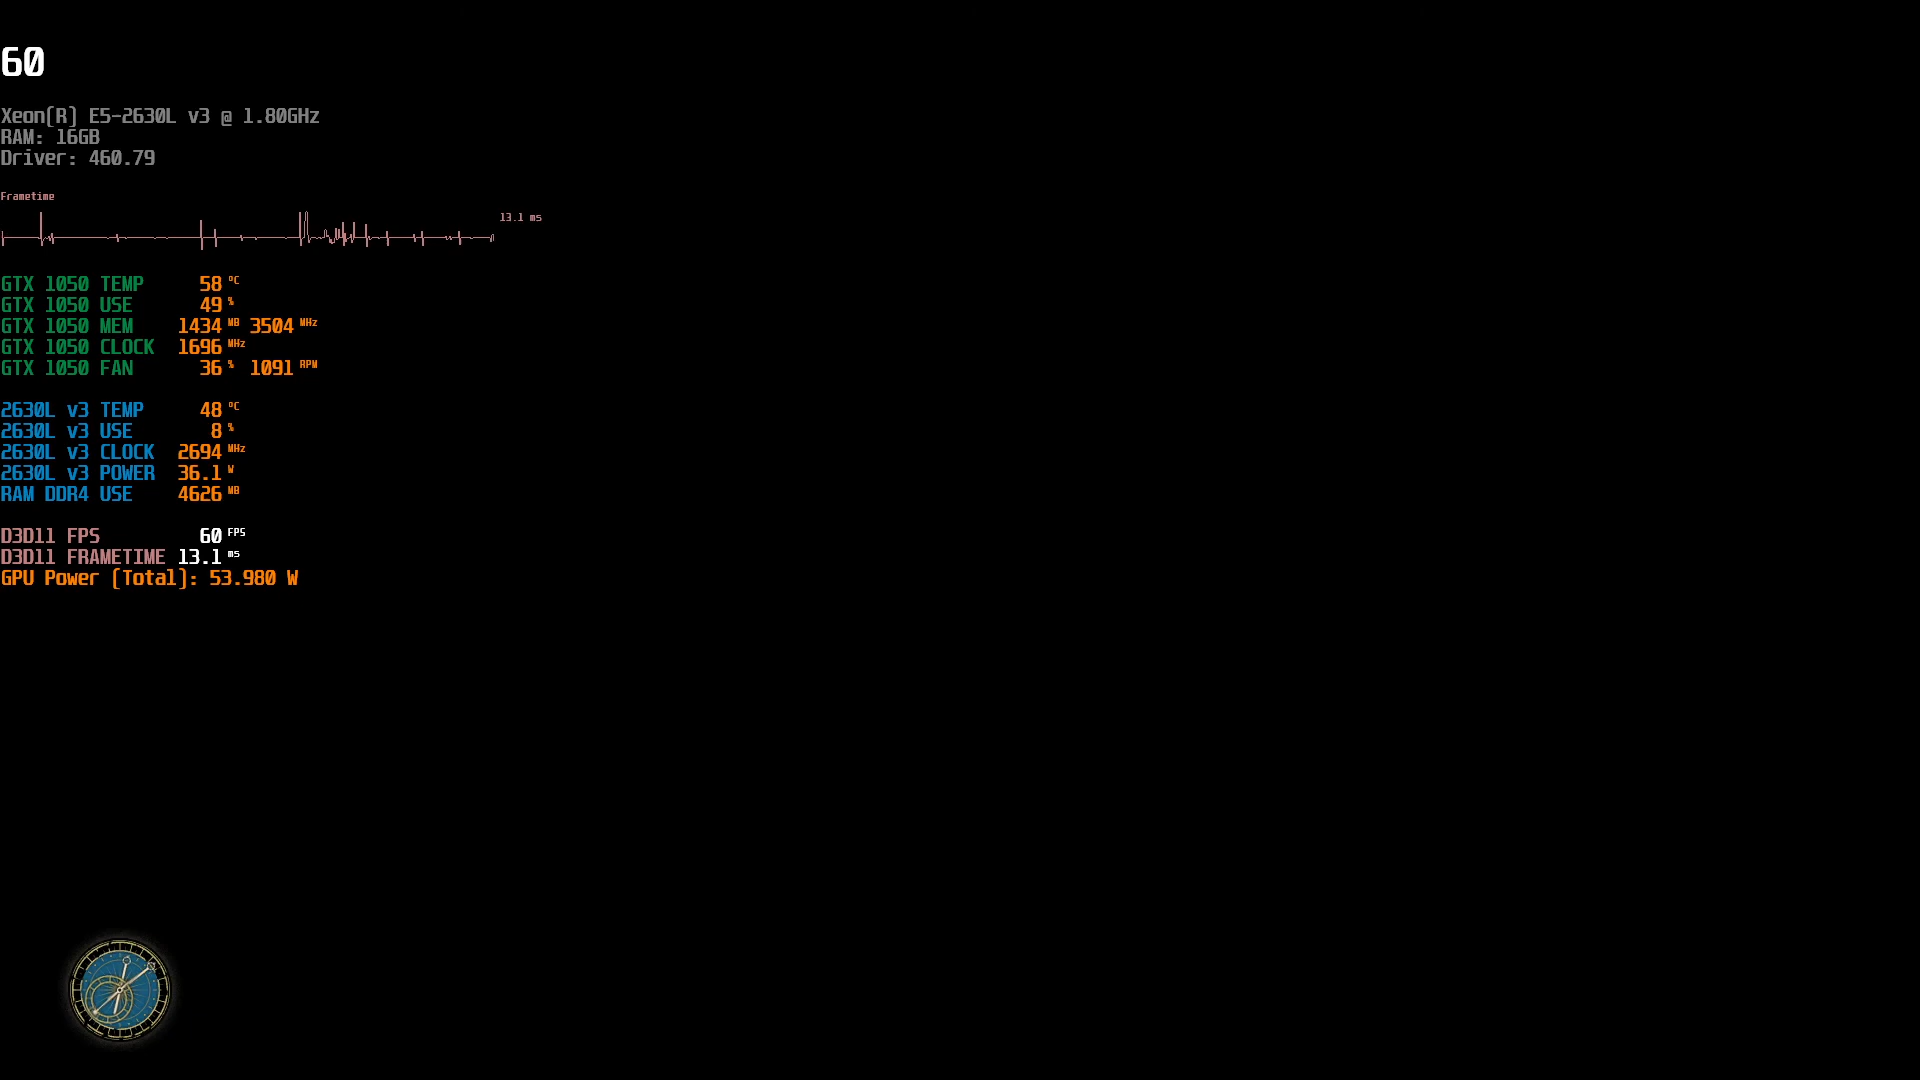 60
Xeon(R) E5-2630L v3 @ 1.80GHz
RAM: 16GB
Driver: 460.79
Frametime
13.1 ms
GTX 1050 TEMP 58 °C
GTX 1050 USE 49 %
GTX 1050 MEM 1434 MB 3504 MHz
GTX 1050 CLOCK 1696 MHz
GTX 1050 FAN 36 % 1091 RPM
2630L v3 TEMP 48 °C
2630L v3 USE 8 %
2630L v3 CLOCK 2694 MHz
2630L v3 POWER 36.1 W
RAM DDR4 USE 4626 MB
D3D11 FPS 60 FPS
D3D11 FRAMETIME 13.1 ms
GPU Power (Total): 53.980 W